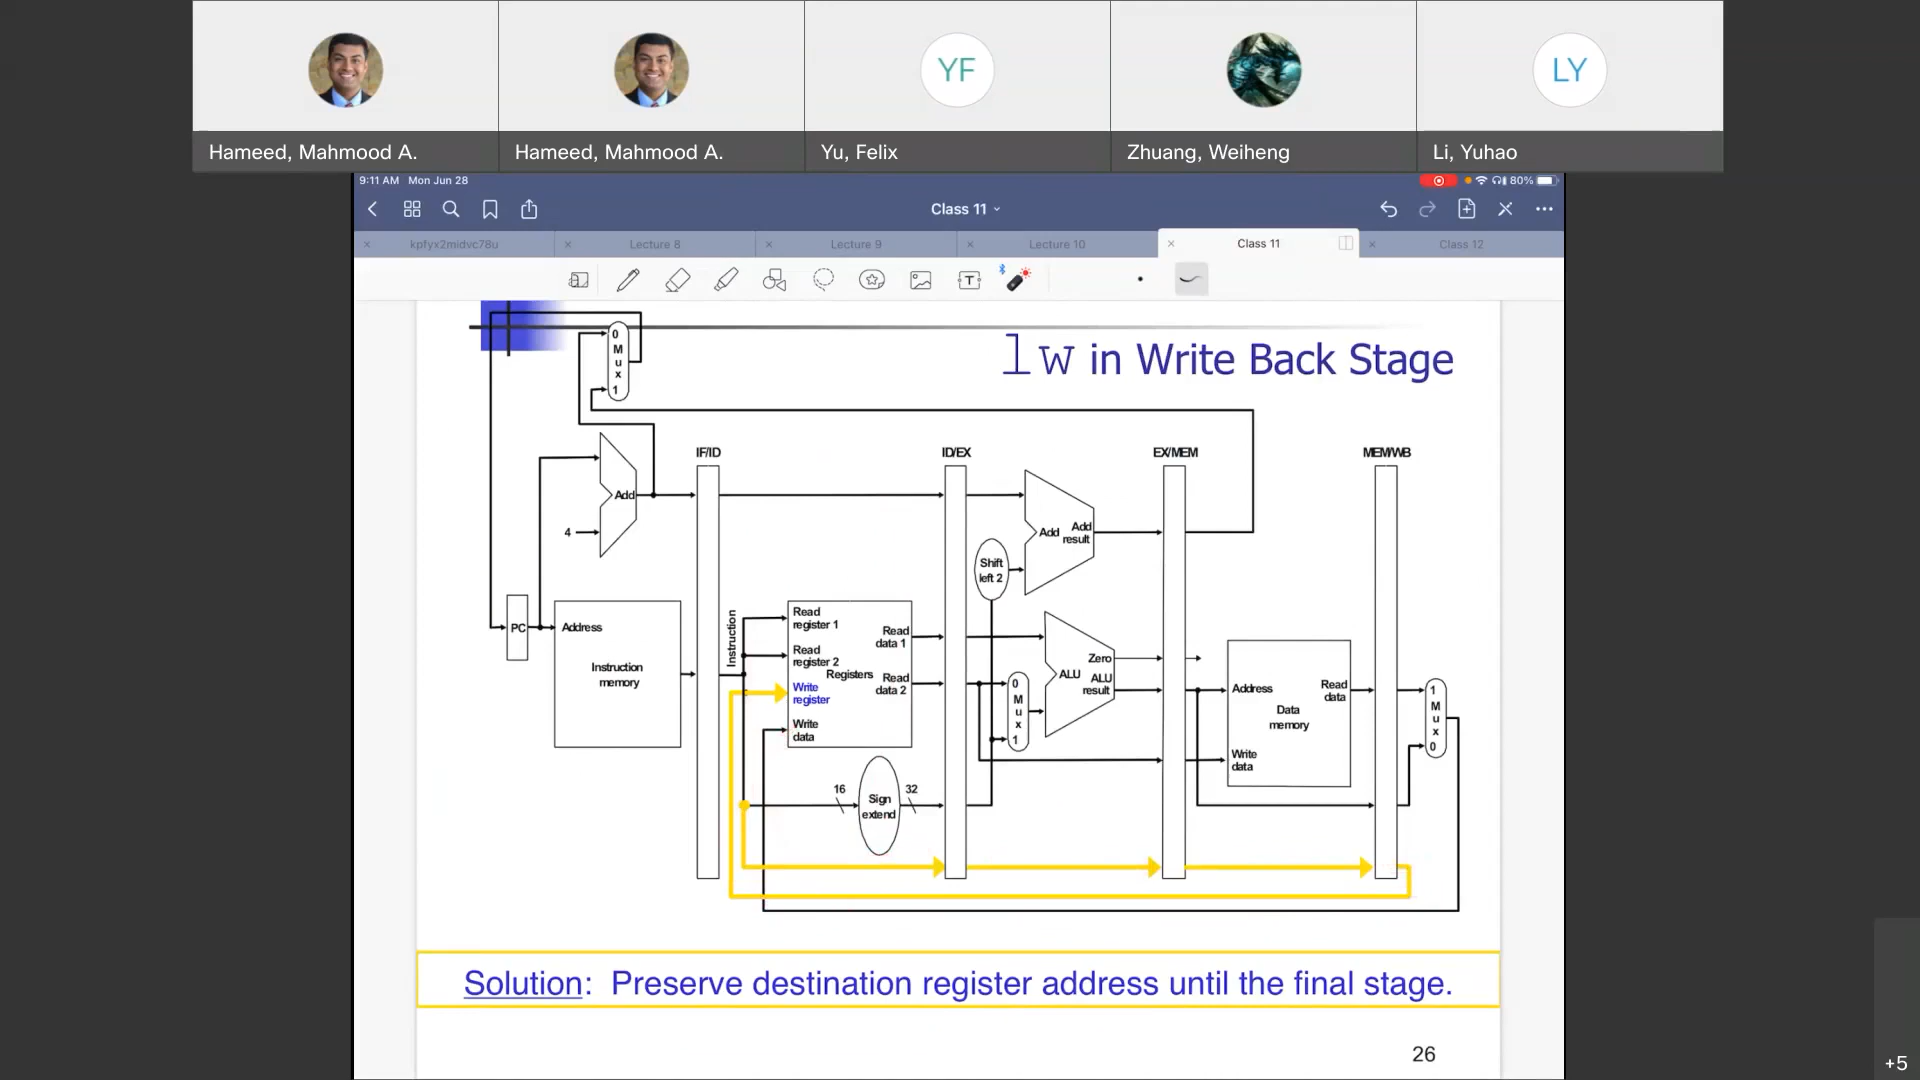 YF
LY
Hameed, Mahmood A.
Hameed, Mahmood A.
Yu, Felix
Zhuang, Weiheng
Li, Yuhao
9:11 AM Mon Jun 28
80%
Class 11
kpfyx2midvc78u
Lecture 8
Lecture 9
Lecture 10
Class 11
Class 12
T
lw in Write Back Stage
0
M
u
x
1
IF/ID
ID/EX
EX/MEM
MEM/WB
Add
4
Add
Add
result
Shift
left 2
PC
Address
Instruction
memory
Instruction
Read
register 1
Read
register 2
Write
register
Write
data
Registers
Read
data 1
Read
data 2
0
M
u
x
1
Zero
ALU
ALU
result
Address
Read
data
Data
memory
Write
data
1
M
u
x
0
16
Sign
extend
32
Solution: Preserve destination register address until the final stage.
26
+5